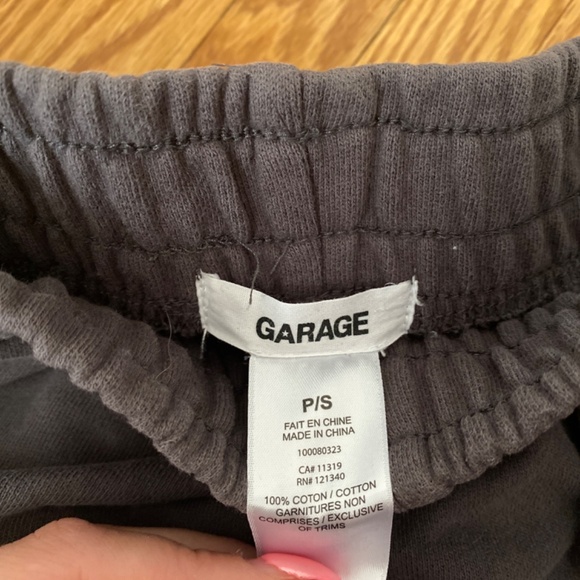 GARAGE
P/S
FAIT EN CHINE
MADE IN CHINA
100080323
CA# 11319
RN# 121340
100% COTON / COTTON
GARNITURES NON
COMPRISES / EXCLUSIVE
OF TRIMS